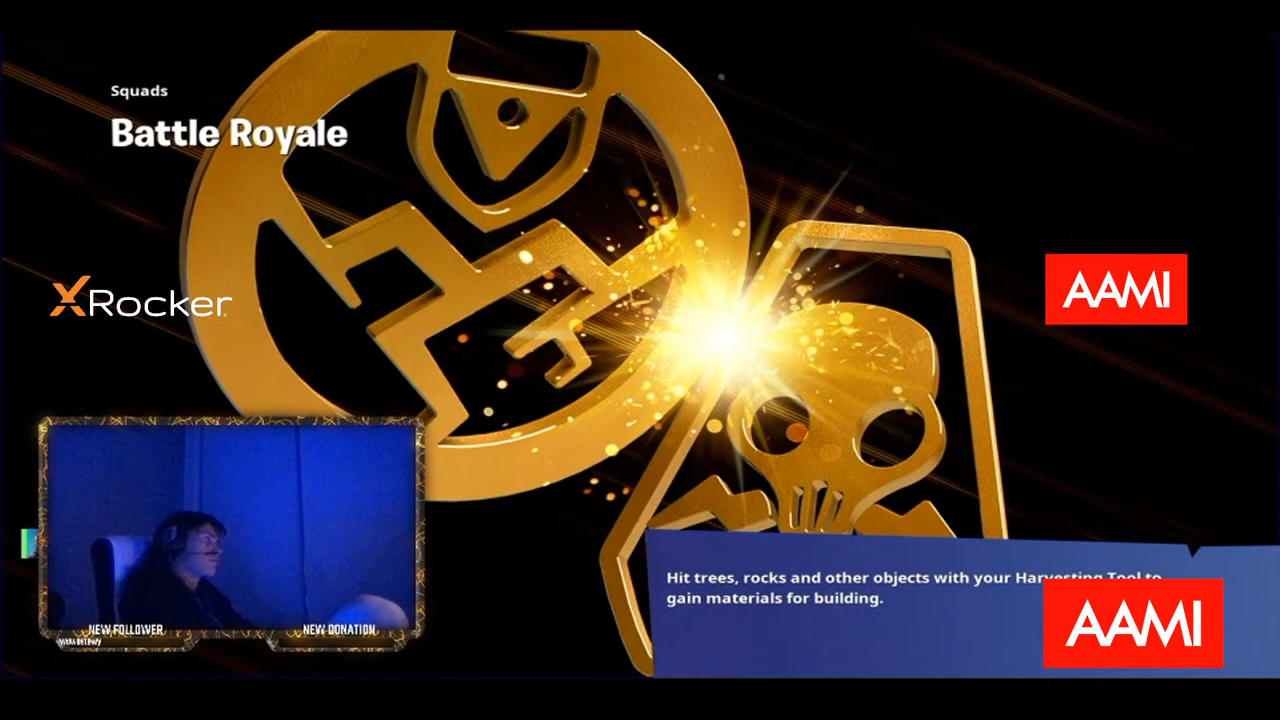 Squads
Battle Royale
XRocker
AAMI
Hit trees, rocks and other objects with your Harvesting Tool to
gain materials for building.
AAMI
NEW FOLLOWER
NEW DONATION